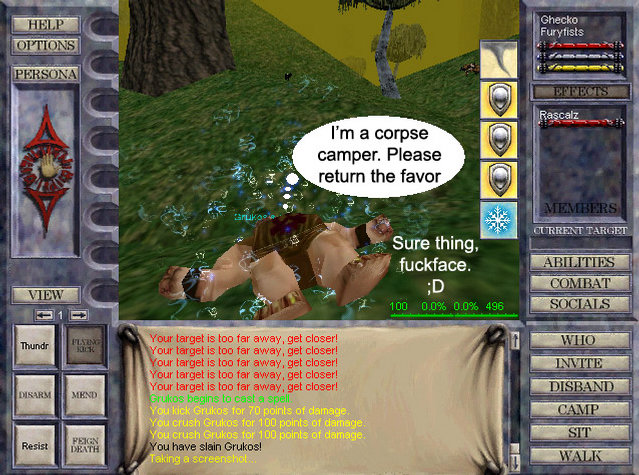 HELP
OPTIONS
PERSONA
VIEW
1
Thundr
FLYING
KICK
DISARM
MEND
Resist
FEIGN
DEATH
I'm a corpse
camper. Please
return the favor
Grukos
Sure thing,
fuckface.
;D
100 0.0% 0.0% 496
Your target is too far away, get closer!
Your target is too far away, get closer!
Your target is too far away, get closer!
Your target is too far away, get closer!
Your target is too far away, get closer!
Grukos begins to cast a spell.
You kick Grukos for 70 points of damage.
You crush Grukos for 100 points of damage.
You crush Grukos for 100 points of damage.
You have slain Grukos!
Taking a screenshot...
Ghecko
Furyfists
EFFECTS
Rascalz
MEMBERS
CURRENT TARGET
ABILITIES
COMBAT
SOCIALS
WHO
INVITE
DISBAND
CAMP
SIT
WALK